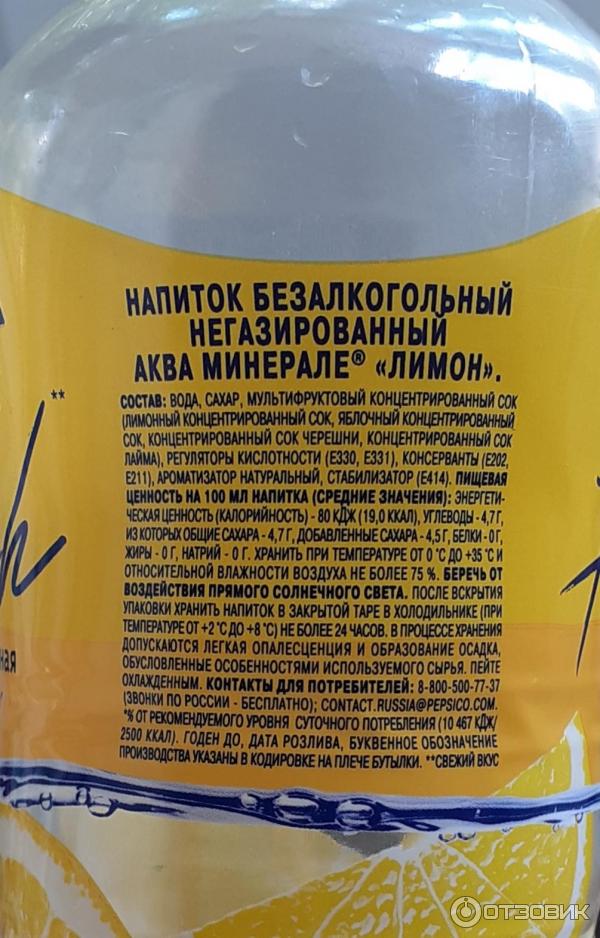 НАПИТОК БЕЗАЛКОГОЛЬНЫЙ
НЕГАЗИРОВАННЫЙ
АКВА МИНЕРАЛЕ® «ЛИМОН».
СОСТАВ: ВОДА, САХАР, МУЛЬТИФРУКТОВЫЙ КОНЦЕНТРИРОВАННЫЙ СОК
(ЛИМОННЫЙ КОНЦЕНТРИРОВАННЫЙ СОК, ЯБЛОЧНЫЙ КОНЦЕНТРИРОВАННЫЙ
СОК, КОНЦЕНТРИРОВАННЫЙ СОК ЧЕРЕШНИ, КОНЦЕНТРИРОВАННЫЙ СОК
ЛАЙМА), РЕГУЛЯТОРЫ КИСЛОТНОСТИ (Е330, Е331), КОНСЕРВАНТЫ (Е202,
Е211), АРОМАТИЗАТОР НАТУРАЛЬНЫЙ, СТАБИЛИЗАТОР (Е414). ПИЩЕВАЯ
ЦЕННОСТЬ НА 100 МЛ НАПИТКА (СРЕДНИЕ ЗНАЧЕНИЯ): ЭНЕРГЕТИ-
ЧЕСКАЯ ЦЕННОСТЬ (КАЛОРИЙНОСТЬ) - 80 КДЖ (19,0 ККАЛ), УГЛЕВОДЫ - 4,7 Г,
ИЗ КОТОРЫХ ОБЩИЕ САХАРА - 4,7 Г, ДОБАВЛЕННЫЕ САХАРА - 4,5 Г, БЕЛКИ - 0 Г,
ЖИРЫ - 0 Г, НАТРИЙ - 0 Г. ХРАНИТЬ ПРИ ТЕМПЕРАТУРЕ ОТ 0 °С ДО +35 °С И
ОТНОСИТЕЛЬНОЙ ВЛАЖНОСТИ ВОЗДУХА НЕ БОЛЕЕ 75 %. БЕРЕЧЬ ОТ
ВОЗДЕЙСТВИЯ ПРЯМОГО СОЛНЕЧНОГО СВЕТА. ПОСЛЕ ВСКРЫТИЯ
УПАКОВКИ ХРАНИТЬ НАПИТОК В ЗАКРЫТОЙ ТАРЕ В ХОЛОДИЛЬНИКЕ (ПРИ
ТЕМПЕРАТУРЕ ОТ +2 °С ДО +8 °С) НЕ БОЛЕЕ 24 ЧАСОВ. В ПРОЦЕССЕ ХРАНЕНИЯ
ДОПУСКАЮТСЯ ЛЕГКАЯ ОПАЛЕСЦЕНЦИЯ И ОБРАЗОВАНИЕ ОСАДКА,
ОБУСЛОВЛЕННЫЕ ОСОБЕННОСТЯМИ ИСПОЛЬЗУЕМОГО СЫРЬЯ. ПЕЙТЕ
ОХЛАЖДЕННЫМ. КОНТАКТЫ ДЛЯ ПОТРЕБИТЕЛЕЙ: 8-800-500-77-37
(ЗВОНКИ ПО РОССИИ - БЕСПЛАТНО); CONTACT.RUSSIA@PEPSICO.COM.
*% ОТ РЕКОМЕНДУЕМОГО УРОВНЯ СУТОЧНОГО ПОТРЕБЛЕНИЯ (10 467 КДЖ/
2500 ККАЛ). ГОДЕН ДО, ДАТА РОЗЛИВА, БУКВЕННОЕ ОБОЗНАЧЕНИЕ
ПРОИЗВОДСТВА УКАЗАНЫ В КОДИРОВКЕ НА ПЛЕЧЕ БУТЫЛКИ. **СВЕЖИЙ ВКУС
**
ная
ОТЗОВИК